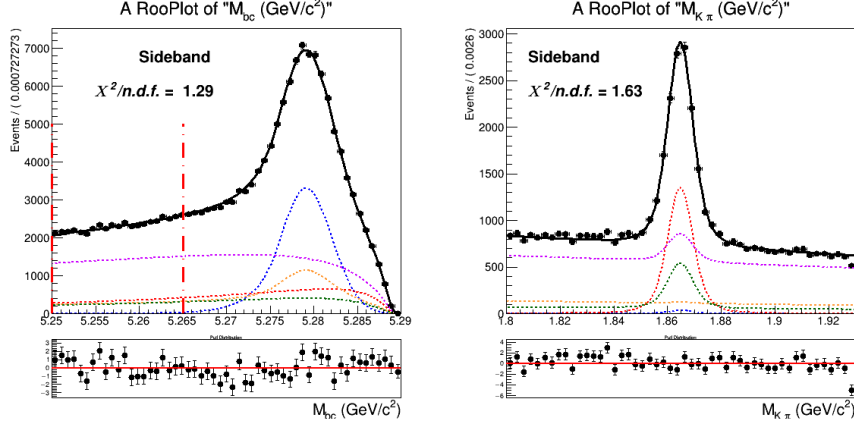 A RooPlot of "M_bc (GeV/c²)"
Events / ( 0.000727273)
7000
6000
5000
4000
3000
2000
1000
0
Sideband
X²/n.d.f. = 1.29
5.25 5.255 5.26 5.265 5.27 5.275 5.28 5.285 5.29
Pull Distribution
3
2
1
0
−1
−2
−3
M_bc (GeV/c²)
A RooPlot of "M_K π (GeV/c²)"
Events / ( 0.0026)
3000
2500
2000
1500
1000
500
0
Sideband
X²/n.d.f. = 1.63
1.8 1.82 1.84 1.86 1.88 1.9 1.92
Pull Distribution
4
2
0
−2
−4
−6
M_K π (GeV/c²)